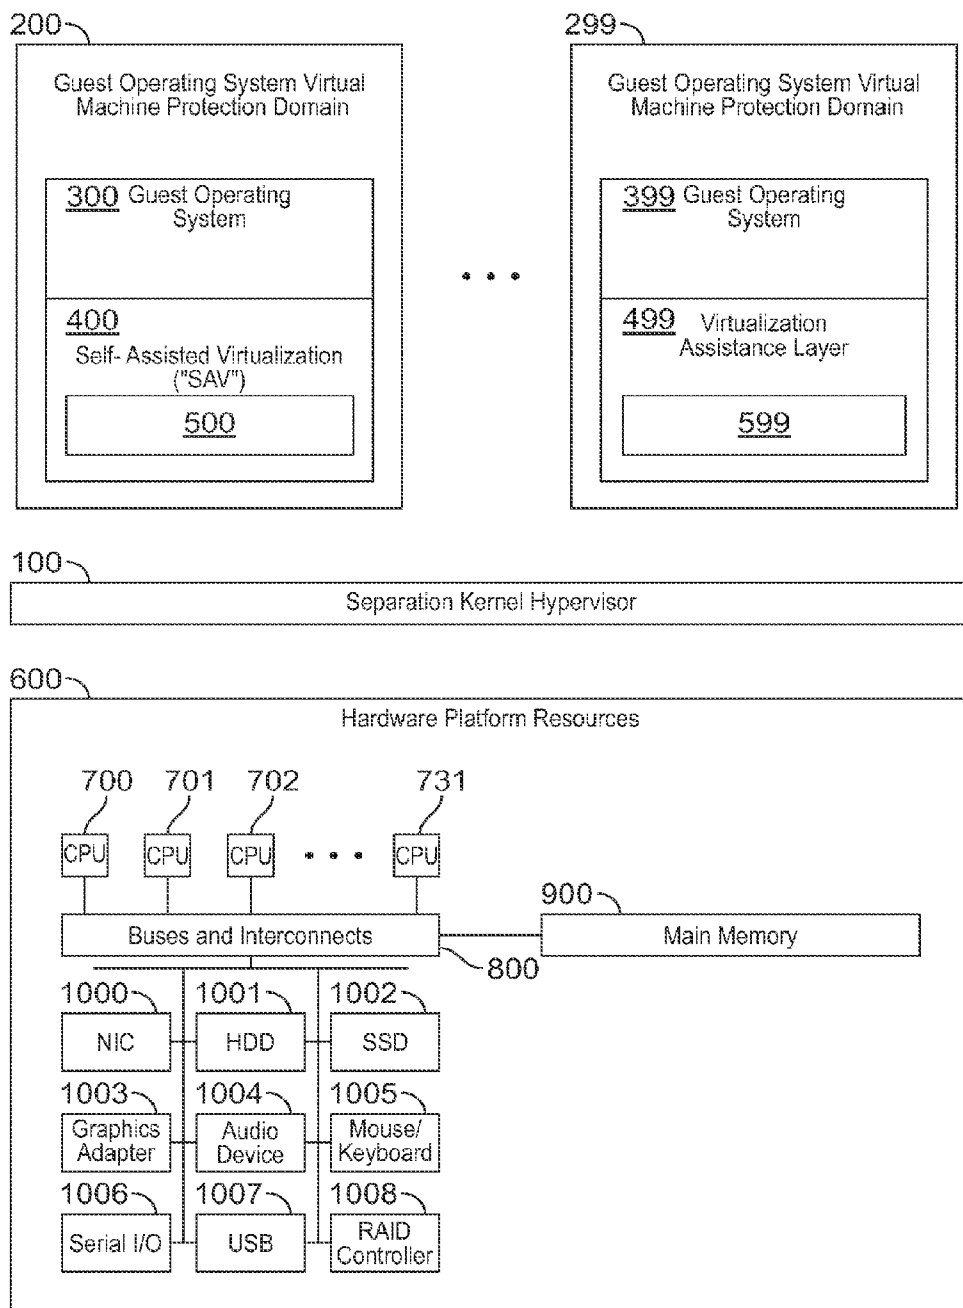 200
299
Guest Operating System Virtual
Machine Protection Domain
Guest Operating System Virtual
Machine Protection Domain
300 Guest Operating
System
399 Guest Operating
System
400
Self- Assisted Virtualization
("SAV")
500
499 Virtualization
Assistance Layer
599
100
Separation Kernel Hypervisor
600
Hardware Platform Resources
700
701
702
731
CPU
CPU
CPU
CPU
900
Buses and Interconnects
Main Memory
800
1000
1001
1002
NIC
HDD
SSD
1003
1004
1005
Graphics
Adapter
Audio
Device
Mouse/
Keyboard
1006
1007
1008
Serial I/O
USB
RAID
Controller